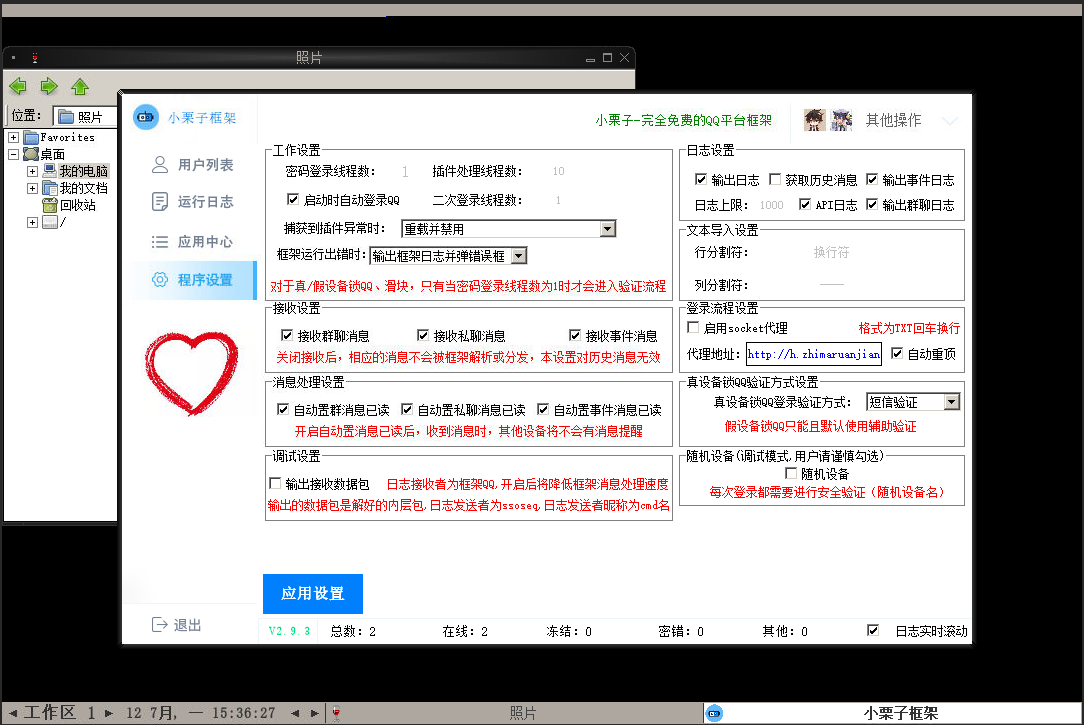 照片
位置：
照片
Favorites
桌面
我的电脑
我的文档
回收站
/
小栗子框架
小栗子-完全免费的QQ平台框架
其他操作
用户列表
运行日志
应用中心
程序设置
退出
工作设置
密码登录线程数： 1 插件处理线程数： 10
启动时自动登录QQ 二次登录线程数： 1
捕获到插件异常时： 重载并禁用
框架运行出错时： 输出框架日志并弹错误框
对于真/假设备锁QQ、滑块，只有当密码登录线程数为1时才会进入验证流程
接收设置
接收群聊消息 接收私聊消息 接收事件消息
关闭接收后，相应的消息不会被框架解析或分发，本设置对历史消息无效
消息处理设置
自动置群消息已读 自动置私聊消息已读 自动置事件消息已读
开启自动置消息已读后，收到消息时，其他设备将不会有消息提醒
调试设置
输出接收数据包 日志接收者为框架QQ,开启后将降低框架消息处理速度
输出的数据包是解好的内层包,日志发送者为ssoseq,日志发送者昵称为cmd名
日志设置
输出日志 获取历史消息 输出事件日志
日志上限： 1000 API日志 输出群聊日志
文本导入设置
行分割符： 换行符
列分割符： ——
登录流程设置
启用socket代理 格式为TXT回车换行
代理地址： http://h.zhimaruanjian 自动重顶
真设备锁QQ验证方式设置
真设备锁QQ登录验证方式： 短信验证
假设备锁QQ只能且默认使用辅助验证
随机设备(调试模式,用户请谨慎勾选)
随机设备
每次登录都需要进行安全验证（随机设备名）
应用设置
V2.9.3 总数：2 在线：2 冻结：0 密错：0 其他：0 日志实时滚动
工作区 1 12 7月, 一 15:36:27 照片 小栗子框架